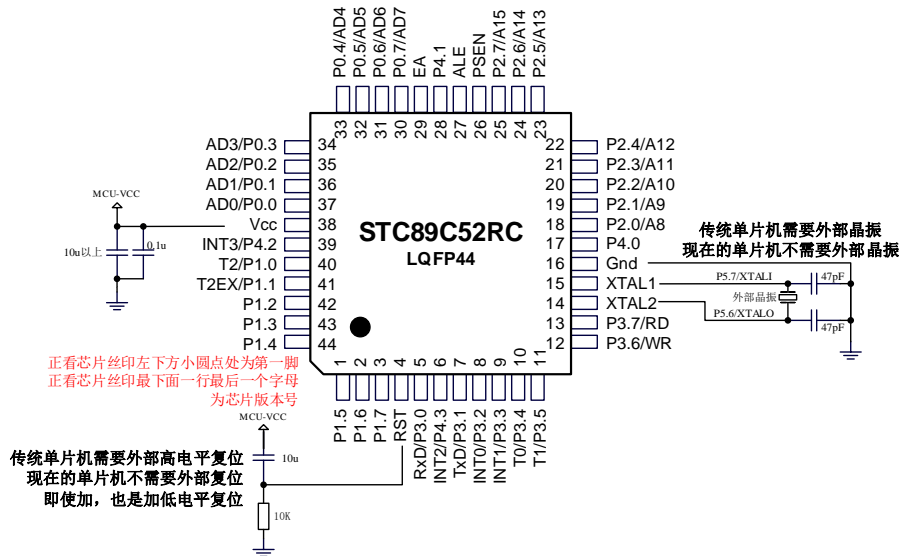 P0.4/AD4
P0.5/AD5
P0.6/AD6
P0.7/AD7
EA
P4.1
ALE
PSEN
P2.7/A15
P2.6/A14
P2.5/A13
33
32
31
30
29
28
27
26
25
24
23
AD3/P0.3 34
AD2/P0.2 35
AD1/P0.1 36
AD0/P0.0 37
Vcc 38
INT3/P4.2 39
T2/P1.0 40
T2EX/P1.1 41
P1.2 42
P1.3 43
P1.4 44
MCU-VCC
10u以上
0.1u
STC89C52RC
LQFP44
22 P2.4/A12
21 P2.3/A11
20 P2.2/A10
19 P2.1/A9
18 P2.0/A8
17 P4.0
16 Gnd
15 XTAL1
14 XTAL2
13 P3.7/RD
12 P3.6/WR
传统单片机需要外部晶振
现在的单片机不需要外部晶振
P5.7/XTALI
47pF
外部晶振
P5.6/XTALO
47pF
正看芯片丝印左下方小圆点处为第一脚
正看芯片丝印最下面一行最后一个字母
为芯片版本号
1
2
3
4
5
6
7
8
9
10
11
P1.5
P1.6
P1.7
RST
RxD/P3.0
INT2/P4.3
TxD/P3.1
INT0/P3.2
INT1/P3.3
T0/P3.4
T1/P3.5
MCU-VCC
10u
传统单片机需要外部高电平复位
现在的单片机不需要外部复位
即使加，也是加低电平复位
10K